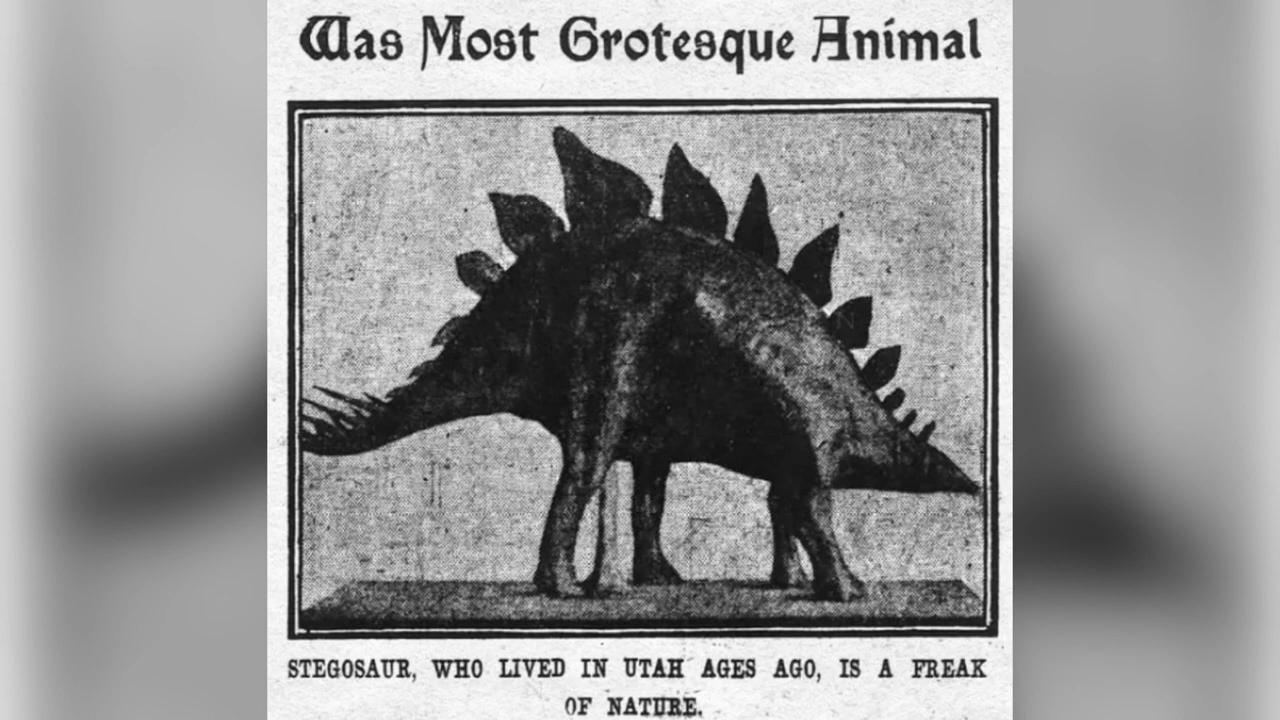 Was Most Grotesque Animal
STEGOSAUR, WHO LIVED IN UTAH AGES AGO, IS A FREAK
OF NATURE.